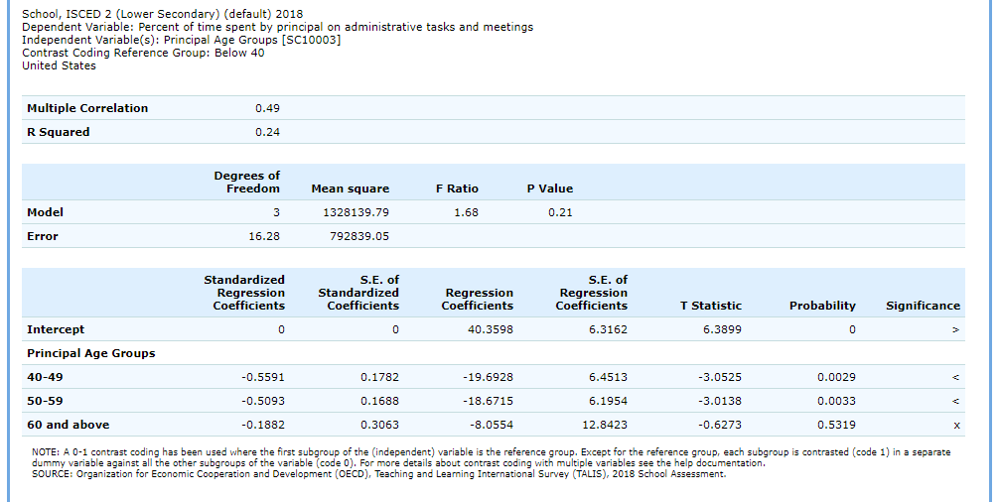 School, ISCED 2 (Lower Secondary) (default) 2018
Dependent Variable: Percent of time spent by principal on administrative tasks and meetings
Independent Variable(s): Principal Age Groups [SC10003]
Contrast Coding Reference Group: Below 40
United States
Multiple Correlation 0.49
R Squared 0.24
Degrees of Freedom Mean square F Ratio P Value
Model 3 1328139.79 1.68 0.21
Error 16.28 792839.05
Standardized Regression Coefficients S.E. of Standardized Coefficients Regression Coefficients S.E. of Regression Coefficients T Statistic Probability Significance
Intercept 0 0 40.3598 6.3162 6.3899 0 >
Principal Age Groups
40-49 -0.5591 0.1782 -19.6928 6.4513 -3.0525 0.0029 <
50-59 -0.5093 0.1688 -18.6715 6.1954 -3.0138 0.0033 <
60 and above -0.1882 0.3063 -8.0554 12.8423 -0.6273 0.5319 x
NOTE: A 0-1 contrast coding has been used where the first subgroup of the (independent) variable is the reference group. Except for the reference group, each subgroup is contrasted (code 1) in a separate
dummy variable against all the other subgroups of the variable (code 0). For more details about contrast coding with multiple variables see the help documentation.
SOURCE: Organization for Economic Cooperation and Development (OECD), Teaching and Learning International Survey (TALIS), 2018 School Assessment.